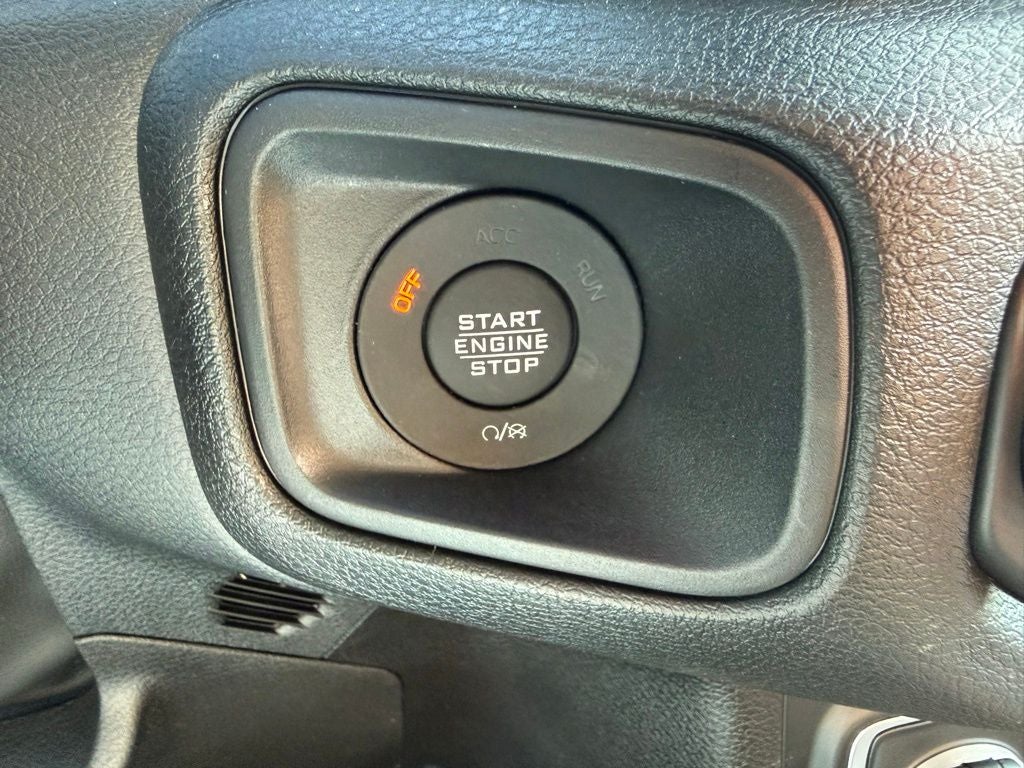 ACC
OFF
RUN
START
ENGINE
STOP